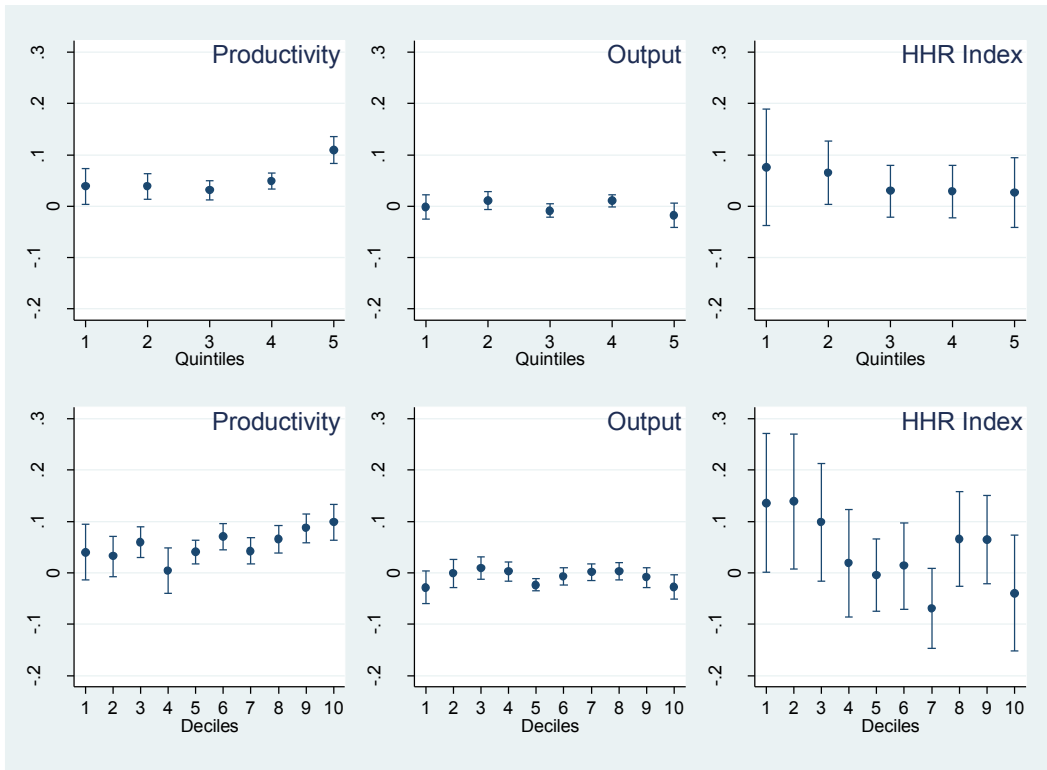 Productivity
.3
.2
.1
0
-.1
-.2
1 2 3 4 5
Quintiles
Output
.3
.2
.1
0
-.1
-.2
1 2 3 4 5
Quintiles
HHR Index
.3
.2
.1
0
-.1
-.2
1 2 3 4 5
Quintiles
Productivity
.3
.2
.1
0
-.1
-.2
1 2 3 4 5 6 7 8 9 10
Deciles
Output
.3
.2
.1
0
-.1
-.2
1 2 3 4 5 6 7 8 9 10
Deciles
HHR Index
.3
.2
.1
0
-.1
-.2
1 2 3 4 5 6 7 8 9 10
Deciles